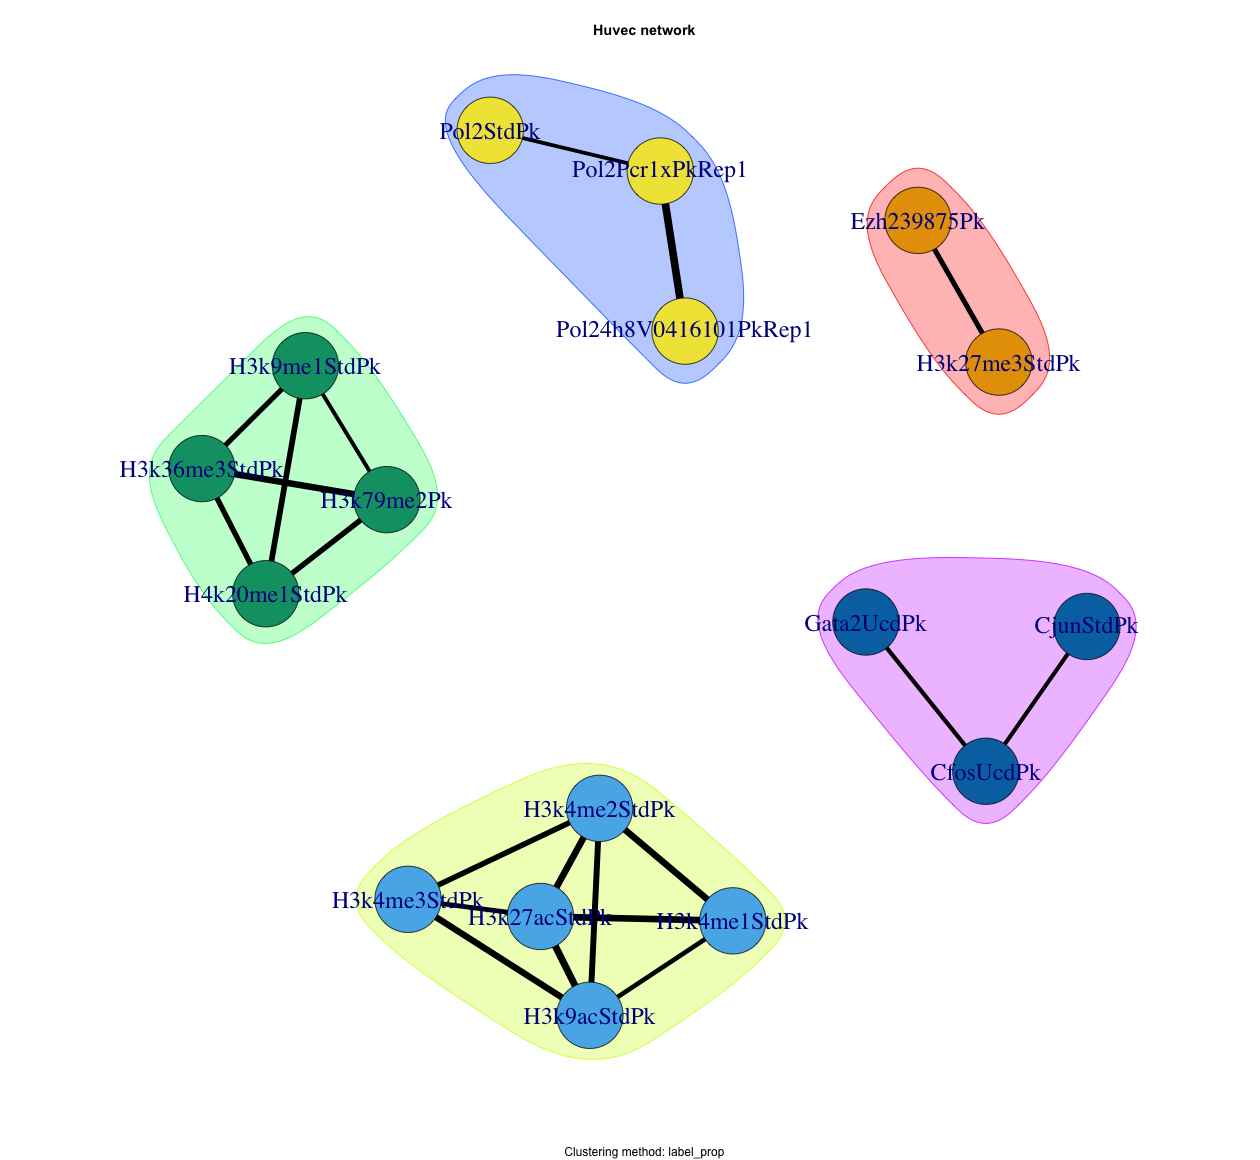 Huvec network
Pol2StdPk
Pol2Pcr1xPkRep1
Ezh239875Pk
Pol24h8V0416101PkRep1
H3k27me3StdPk
H3k9me1StdPk
H3k36me3StdPk
H3k79me2Pk
H4k20me1StdPk
Gata2UcdPk
CjunStdPk
CfosUcdPk
H3k4me2StdPk
H3k4me3StdPk
H3k27acStdPk
H3k4me1StdPk
H3k9acStdPk
Clustering method: label_prop